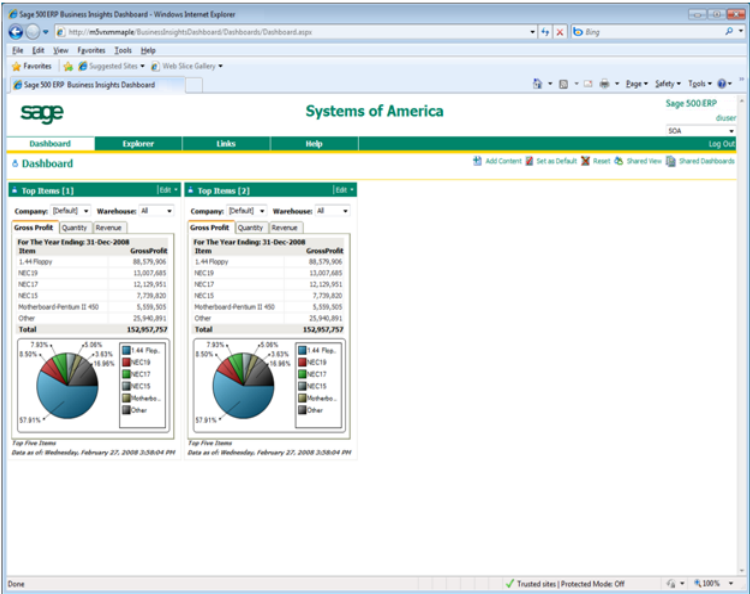 Sage 500 ERP Business Insights Dashboard - Windows Internet Explorer
http://m5vnmmaple/BusinessInsightsDashboard/Dashboards/Dashboard.aspx
Bing
File Edit View Favorites Tools Help
Favorites Suggested Sites Web Slice Gallery
Sage 500 ERP Business Insights Dashboard
Page Safety Tools
sage
Systems of America
Sage 500 ERP
diuser
SOA
Dashboard Explorer Links Help Log Out
Dashboard
Add Content Set as Default Reset Shared View Shared Dashboards
Top Items [1] |Edit
Company: [Default] Warehouse: All
Gross Profit Quantity Revenue
For The Year Ending: 31-Dec-2008
Item GrossProfit
1.44 Floppy 88,579,906
NEC19 13,007,685
NEC17 12,129,951
NEC15 7,739,820
Motherboard-Pentium II 450 5,559,505
Other 25,940,891
Total 152,957,757
7.93% 5.06%
8.50% 3.63%
16.96%
57.91%
1.44 Flop...
NEC19
NEC17
NEC15
Motherbo...
Other
Top Five Items
Data as of: Wednesday, February 27, 2008 3:58:04 PM
Top Items [2] |Edit
Company: [Default] Warehouse: All
Gross Profit Quantity Revenue
For The Year Ending: 31-Dec-2008
Item GrossProfit
1.44 Floppy 88,579,906
NEC19 13,007,685
NEC17 12,129,951
NEC15 7,739,820
Motherboard-Pentium II 450 5,559,505
Other 25,940,891
Total 152,957,757
7.93% 5.06%
8.50% 3.63%
16.96%
57.91%
1.44 Flop...
NEC19
NEC17
NEC15
Motherbo...
Other
Top Five Items
Data as of: Wednesday, February 27, 2008 3:58:04 PM
Done
Trusted sites | Protected Mode: Off
100%